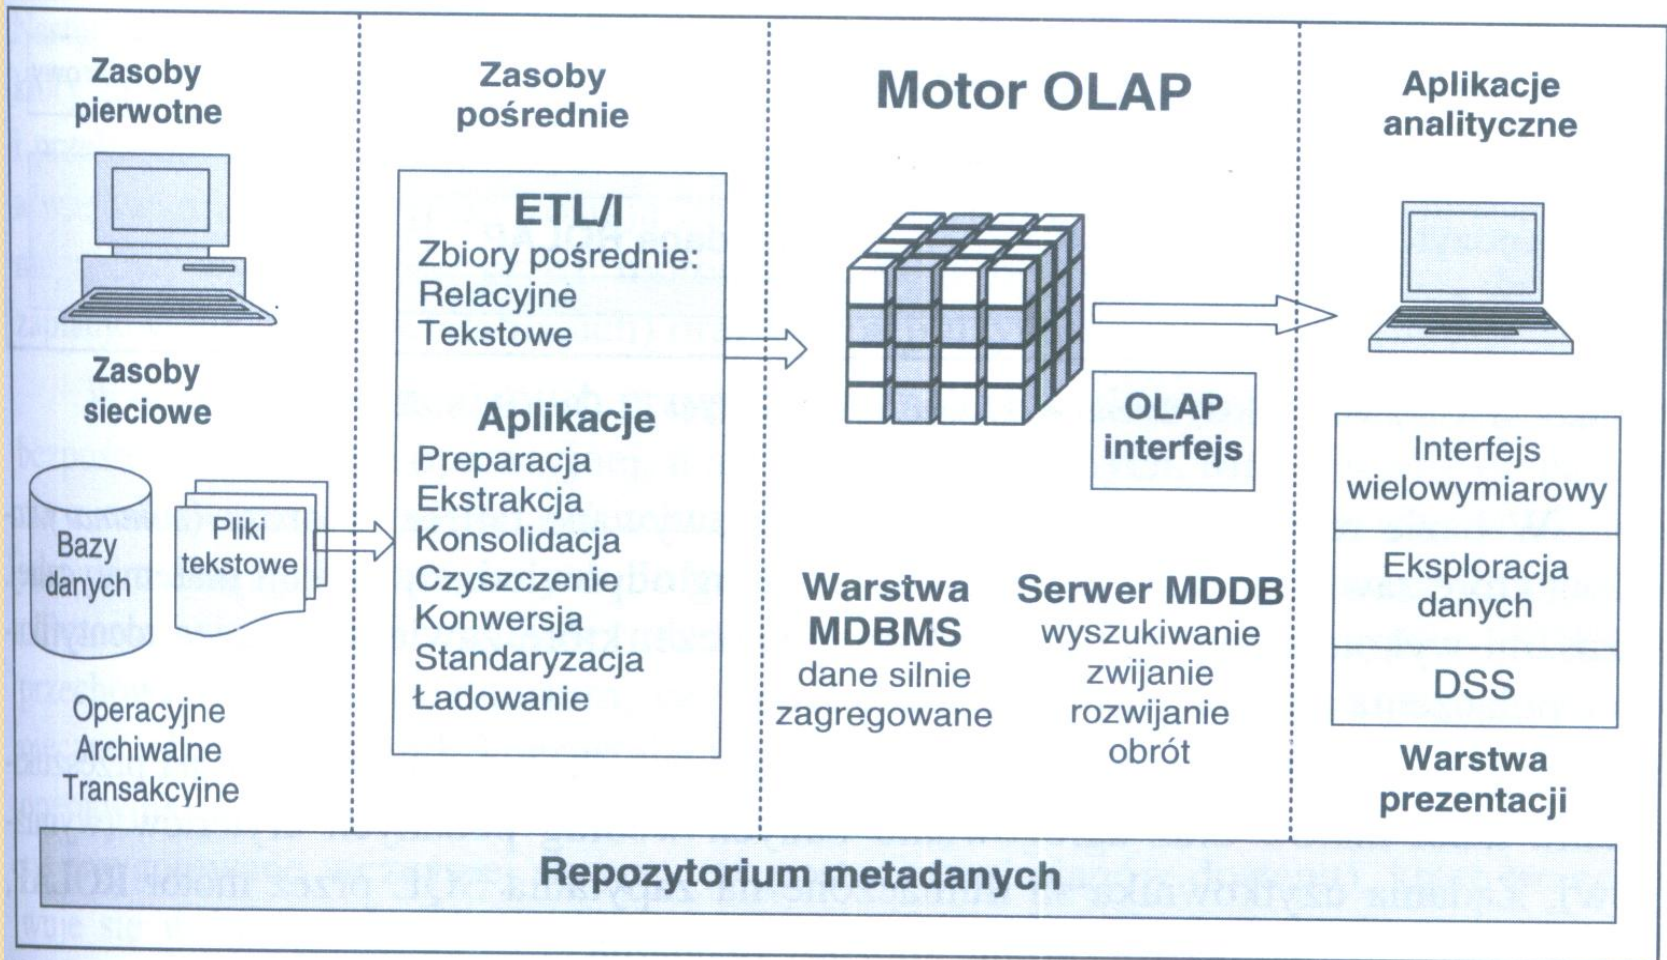 Zasoby
pierwotne
Zasoby
sieciowe
Bazy
danych
Pliki
tekstowe
Operacyjne
Archiwalne
Transakcyjne
Zasoby
pośrednie
ETL/I
Zbiory pośrednie:
Relacyjne
Tekstowe
Aplikacje
Preparacja
Ekstrakcja
Konsolidacja
Czyszczenie
Konwersja
Standaryzacja
Ładowanie
Motor OLAP
OLAP
interfejs
Warstwa
MDBMS
dane silnie
zagregowane
Serwer MDDB
wyszukiwanie
zwijanie
rozwijanie
obrót
Aplikacje
analityczne
Interfejs
wielowymiarowy
Eksploracja
danych
DSS
Warstwa
prezentacji
Repozytorium metadanych